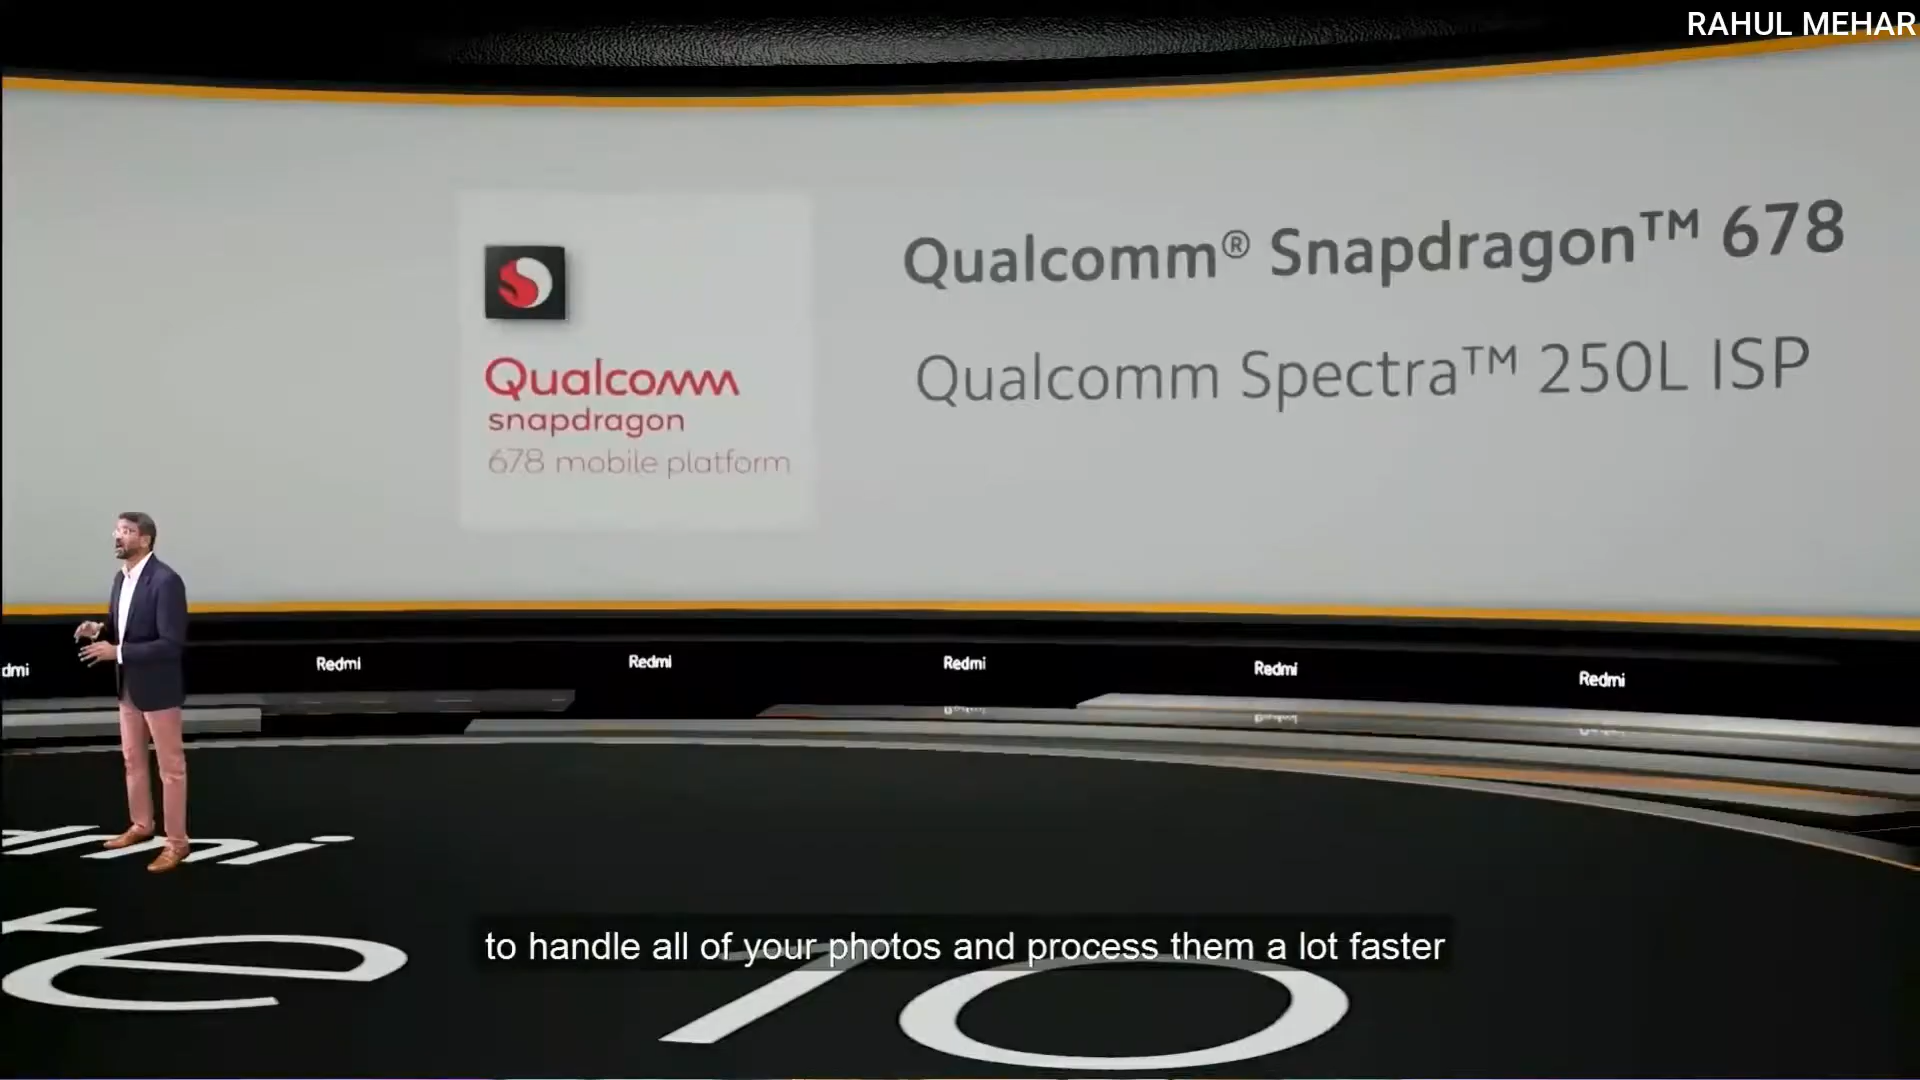 RAHUL MEHAR
Qualcomm® Snapdragon™ 678
Qualcomm Spectra™ 250L ISP
Qualcomm
snapdragon
678 mobile platform
dmi
Redmi
Redmi
Redmi
Redmi
Redmi
to handle all of your photos and process them a lot faster
10